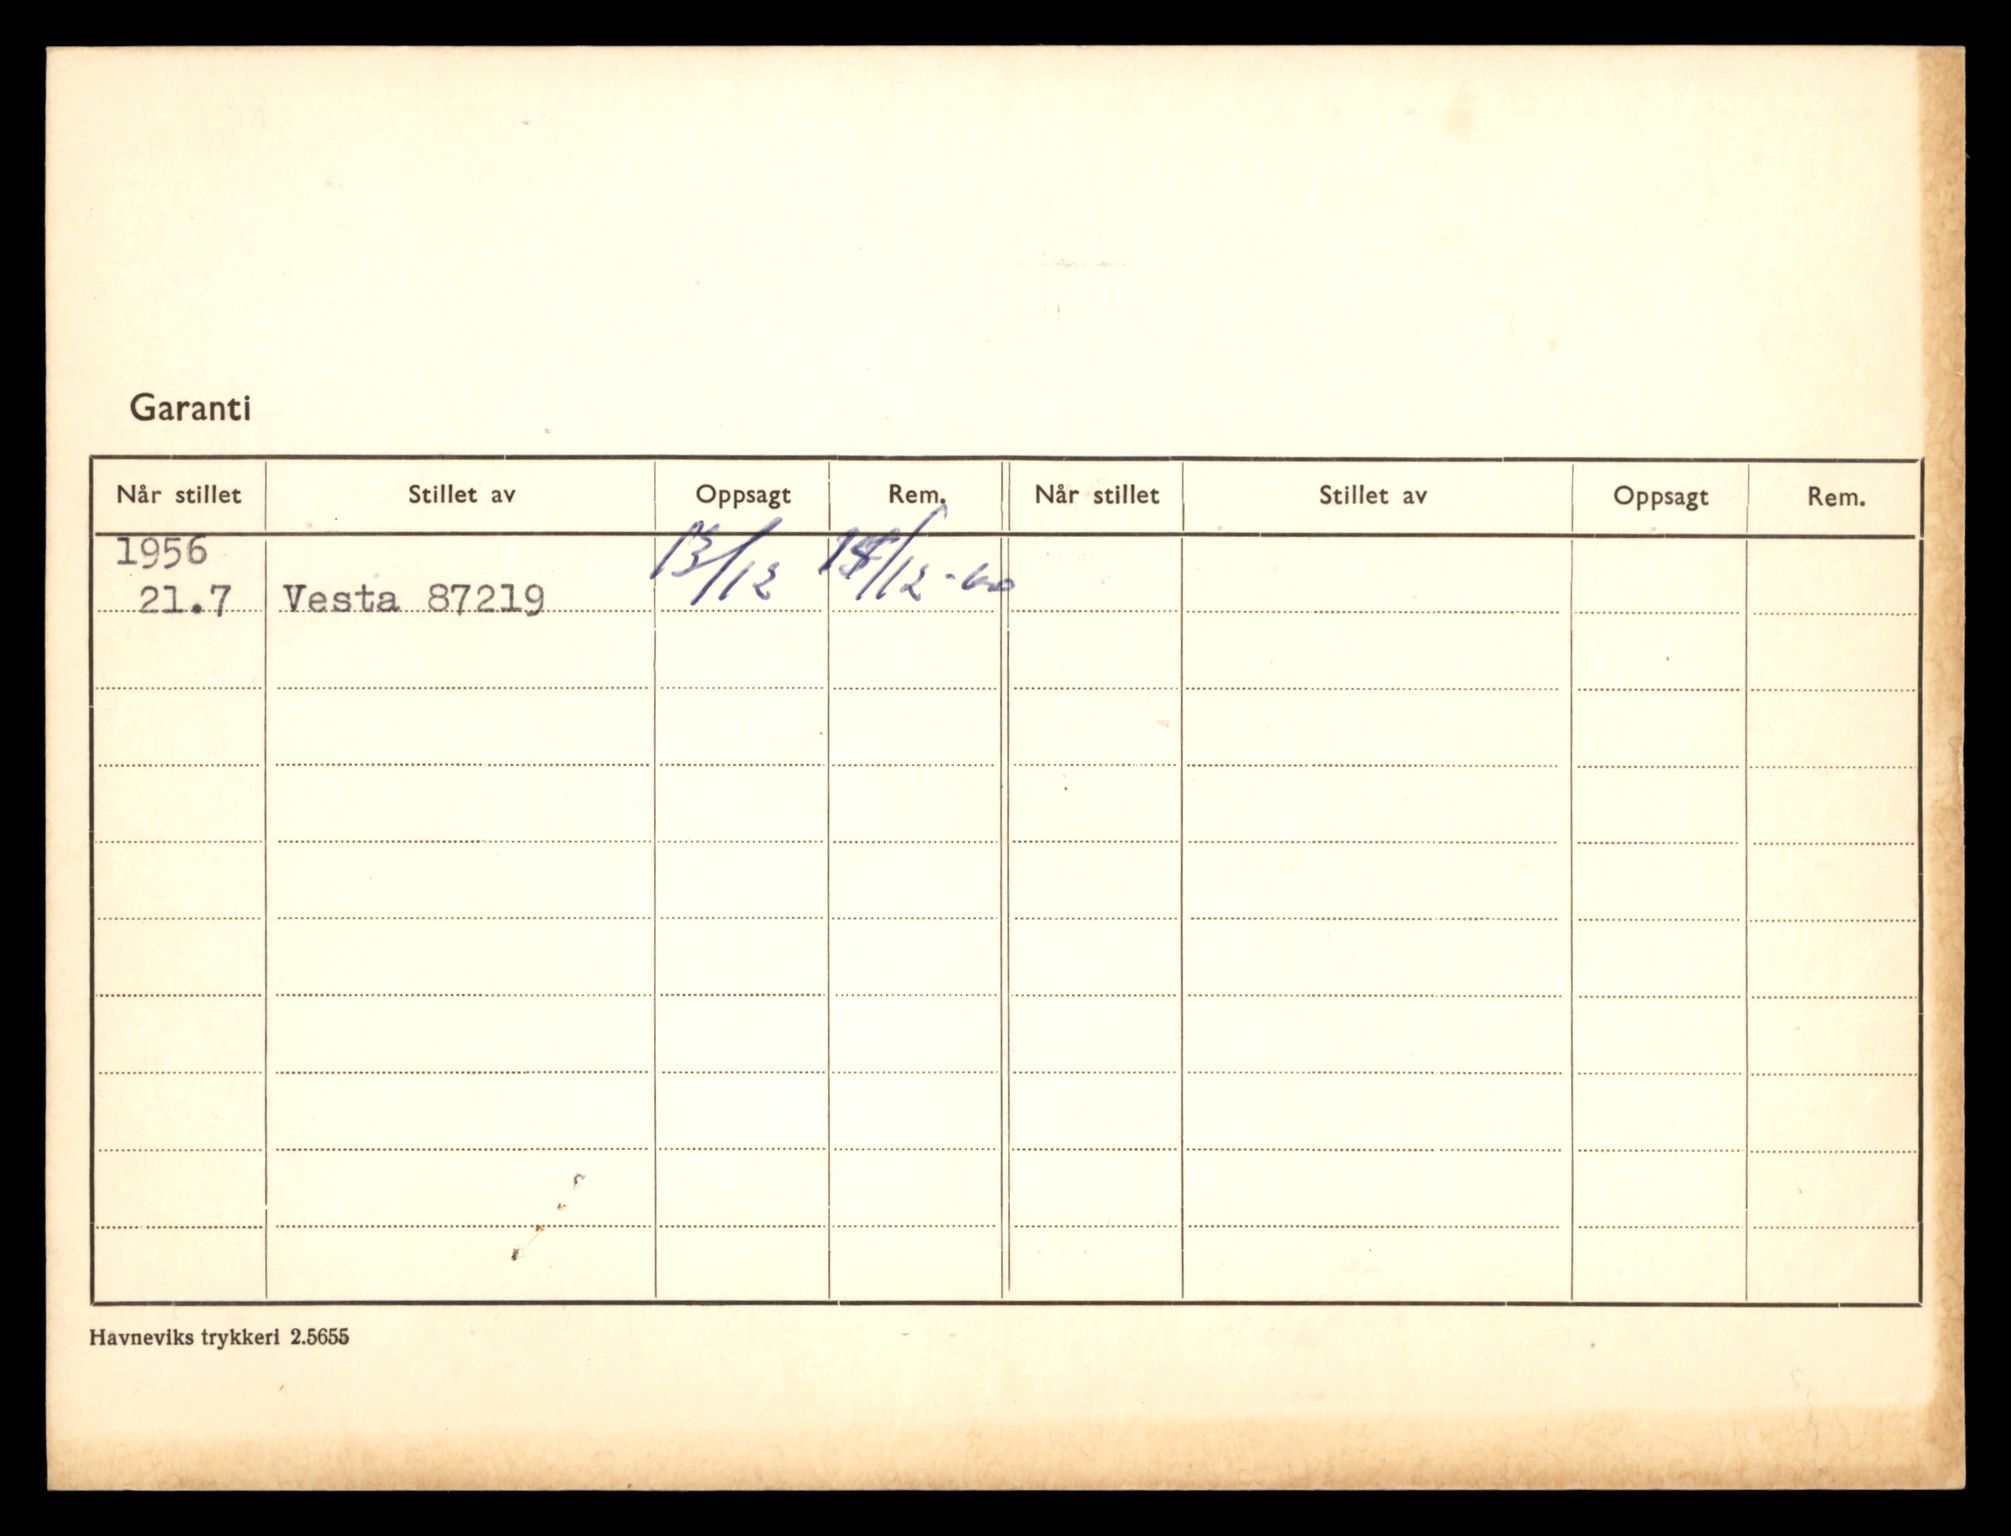 Garanti
Når stillet Stillet av Oppsagt Rem. Når stillet Stillet av Oppsagt Rem.
1956
21.7 Vesta 87219 13/12 /12-60
Havneviks trykkeri 2.5655